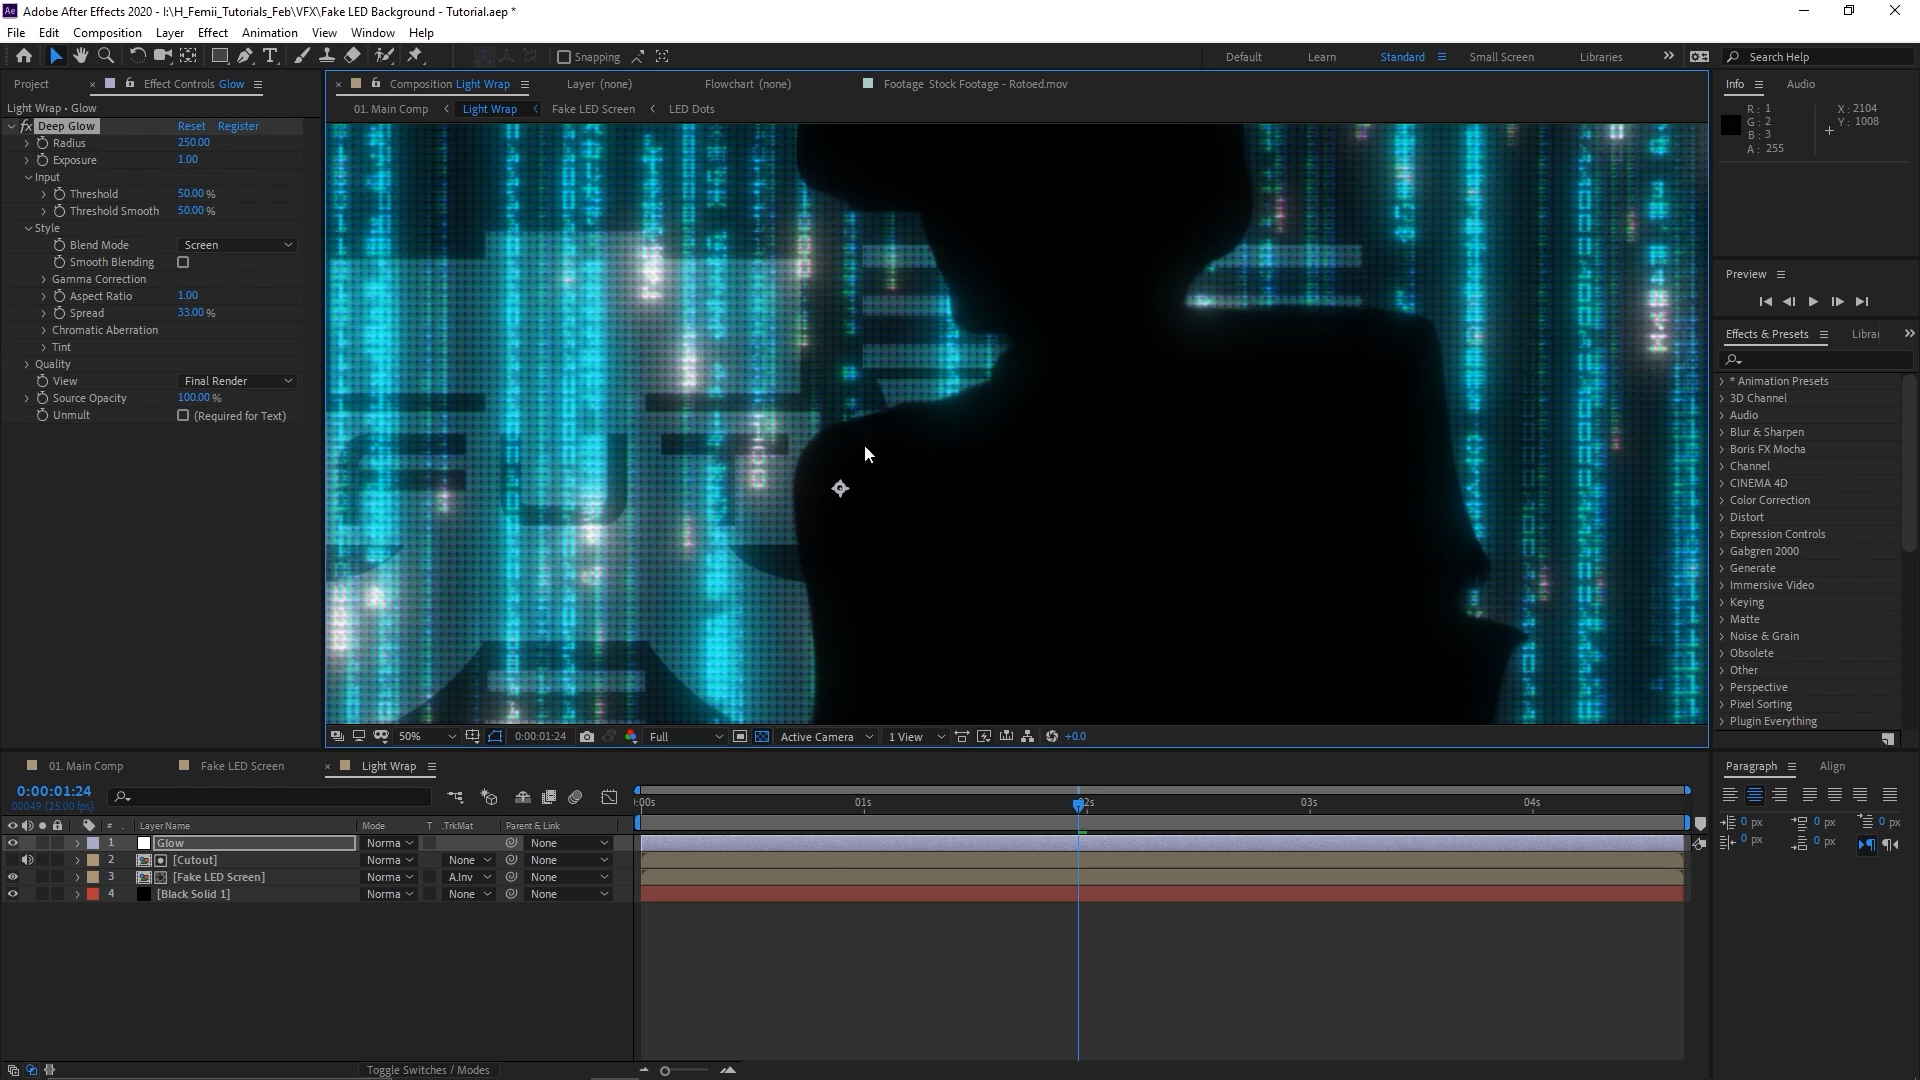 Adobe After Effects 2020 - I:\H_Femii_Tutorials_Feb\VFX\Fake LED Background - Tutorial.aep *
File Edit Composition Layer Effect Animation View Window Help
Snapping Default Learn Standard Small Screen Libraries Search Help
Project Effect Controls Glow Composition Light Wrap Layer (none) Flowchart (none) Footage Stock Footage - Rotoed.mov Info Audio
Light Wrap • Glow 01. Main Comp Light Wrap Fake LED Screen LED Dots
R: 1 X: 2104
G: 2 Y: 1008
B: 3
A: 255
fx Deep Glow Reset Register
Radius 250.00
Exposure 1.00
Input
Threshold 50.00 %
Threshold Smooth 50.00 %
Style
Blend Mode Screen
Smooth Blending
Gamma Correction
Aspect Ratio 1.00
Spread 33.00 %
Chromatic Aberration
Tint
Quality
View Final Render
Source Opacity 100.00 %
Unmult (Required for Text)
FUT
Preview
Effects & Presets Librar
* Animation Presets
3D Channel
Audio
Blur & Sharpen
Boris FX Mocha
Channel
CINEMA 4D
Color Correction
Distort
Expression Controls
Gabgren 2000
Generate
Immersive Video
Keying
Matte
Noise & Grain
Obsolete
Other
Perspective
Pixel Sorting
Plugin Everything
50% 0:00:01:24 Full Active Camera 1 View +0.0
01. Main Comp Fake LED Screen Light Wrap
0:00:01:24
00049 (25.00 fps)
:00s 01s 02s 03s 04s
# Layer Name Mode T .TrkMat Parent & Link
1 Glow Norma None
2 [Cutout] Norma None None
3 [Fake LED Screen] Norma A.Inv None
4 [Black Solid 1] Norma None None
Paragraph Align
0 px 0 px 0 px
0 px 0 px
Toggle Switches / Modes